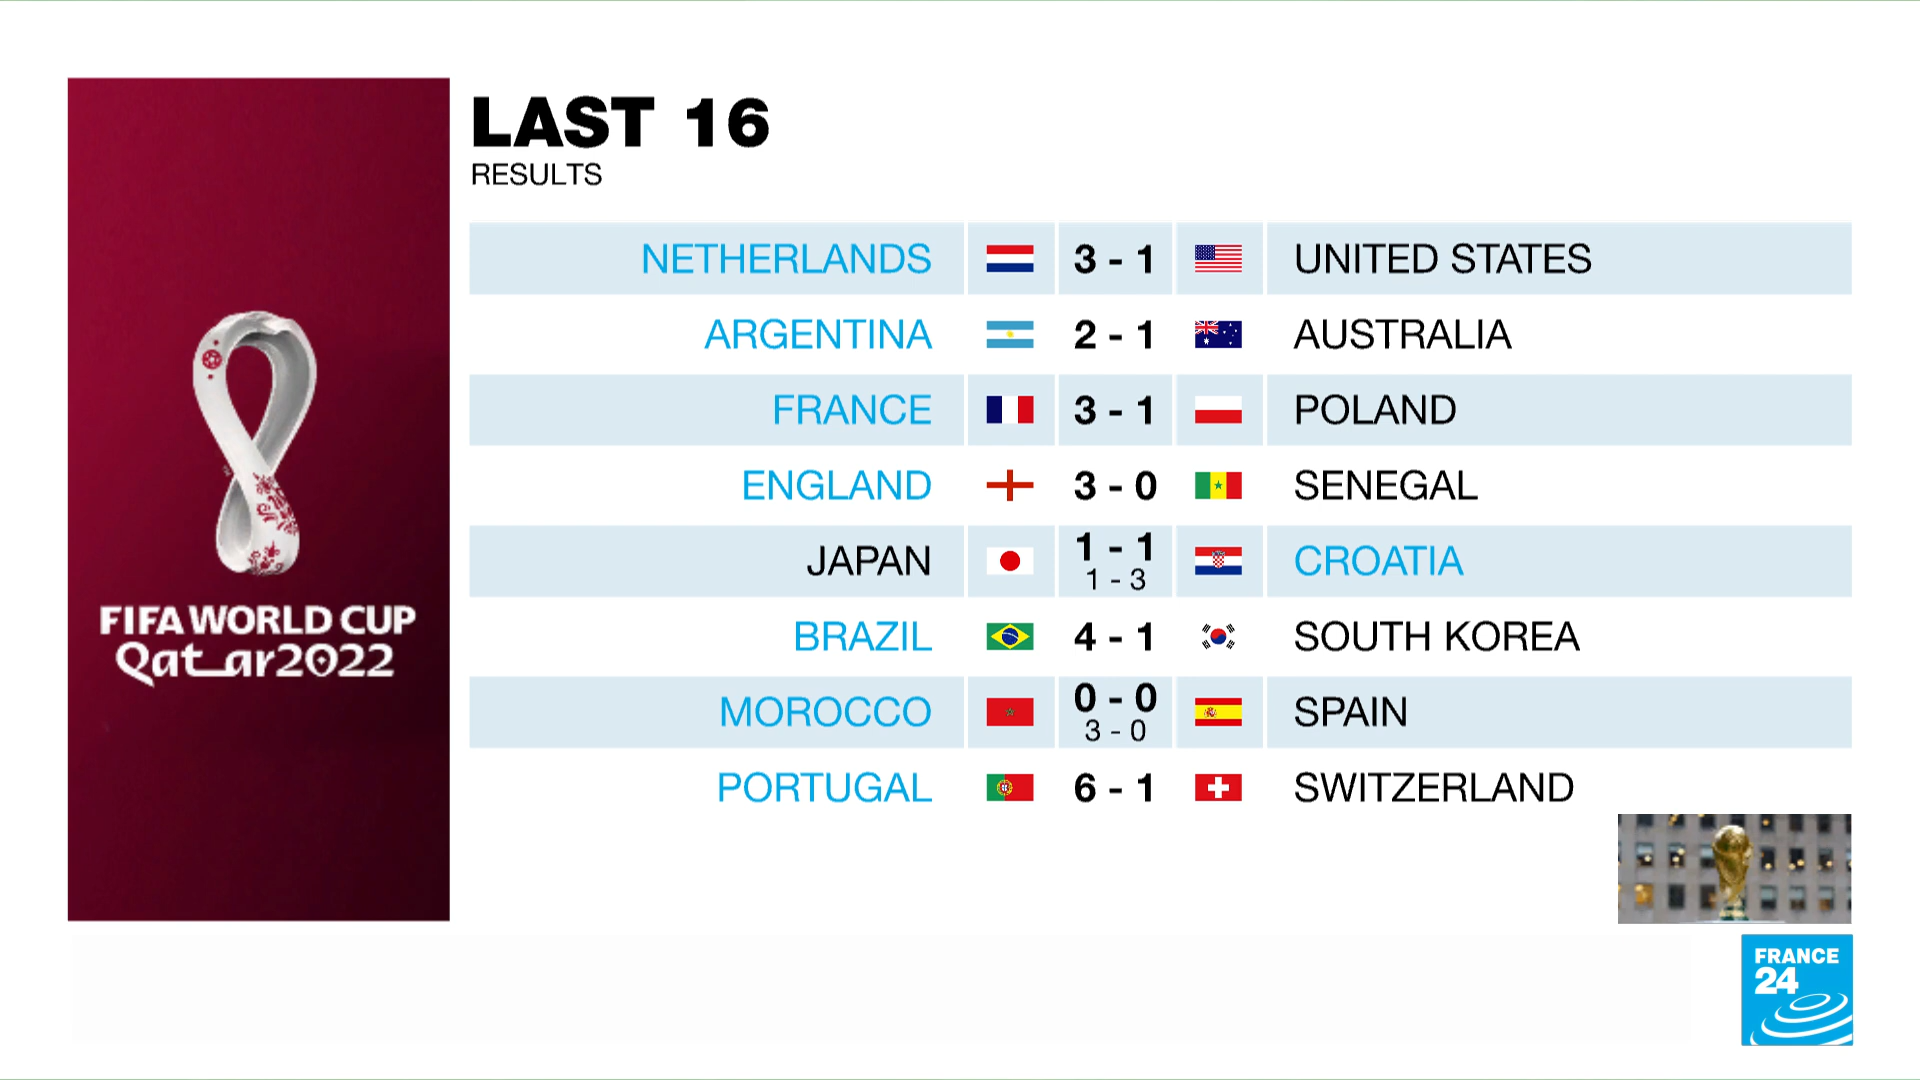 LAST 16
RESULTS
NETHERLANDS 3 - 1 UNITED STATES
ARGENTINA 2 - 1 AUSTRALIA
FRANCE 3 - 1 POLAND
ENGLAND 3 - 0 SENEGAL
JAPAN 1 - 1 CROATIA
1 - 3
BRAZIL 4 - 1 SOUTH KOREA
MOROCCO 0 - 0 SPAIN
3 - 0
PORTUGAL 6 - 1 SWITZERLAND
FIFA WORLD CUP
Qatar2022
FRANCE
24